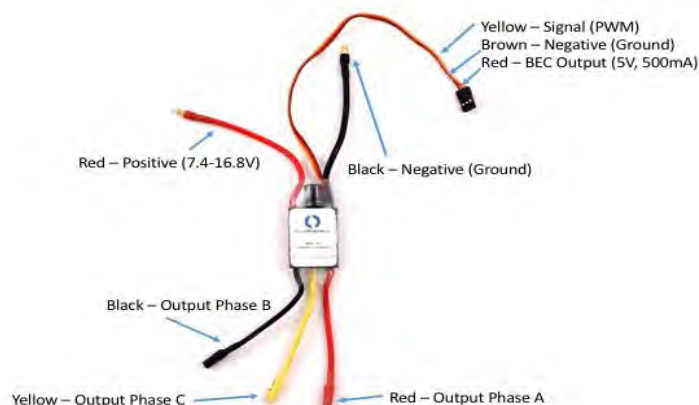 Yellow – Signal (PWM)
Brown – Negative (Ground)
Red – BEC Output (5V, 500mA)
Red – Positive (7.4-16.8V)
Black – Negative (Ground)
Black – Output Phase B
Yellow – Output Phase C
Red – Output Phase A